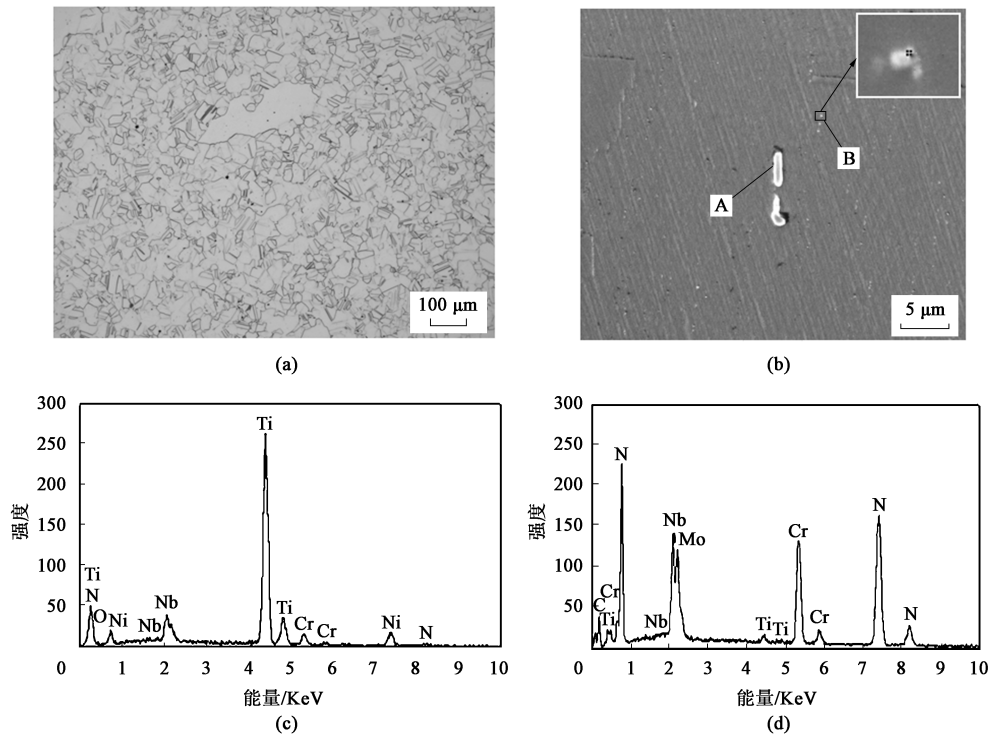 100 μm
(a)
A
B
5 μm
(b)
300
250
200
150
100
50
0
1
2
3
4
5
6
7
8
9
10
强度
Ti
N
O
Ni
Nb
Nb
Ti
Ti
Cr
Cr
Ni
N
能量/KeV
(c)
300
250
200
150
100
50
0
1
2
3
4
5
6
7
8
9
10
强度
C
Ti
Cr
N
Nb
Nb
Mo
Ti
Ti
Cr
Cr
N
N
能量/KeV
(d)